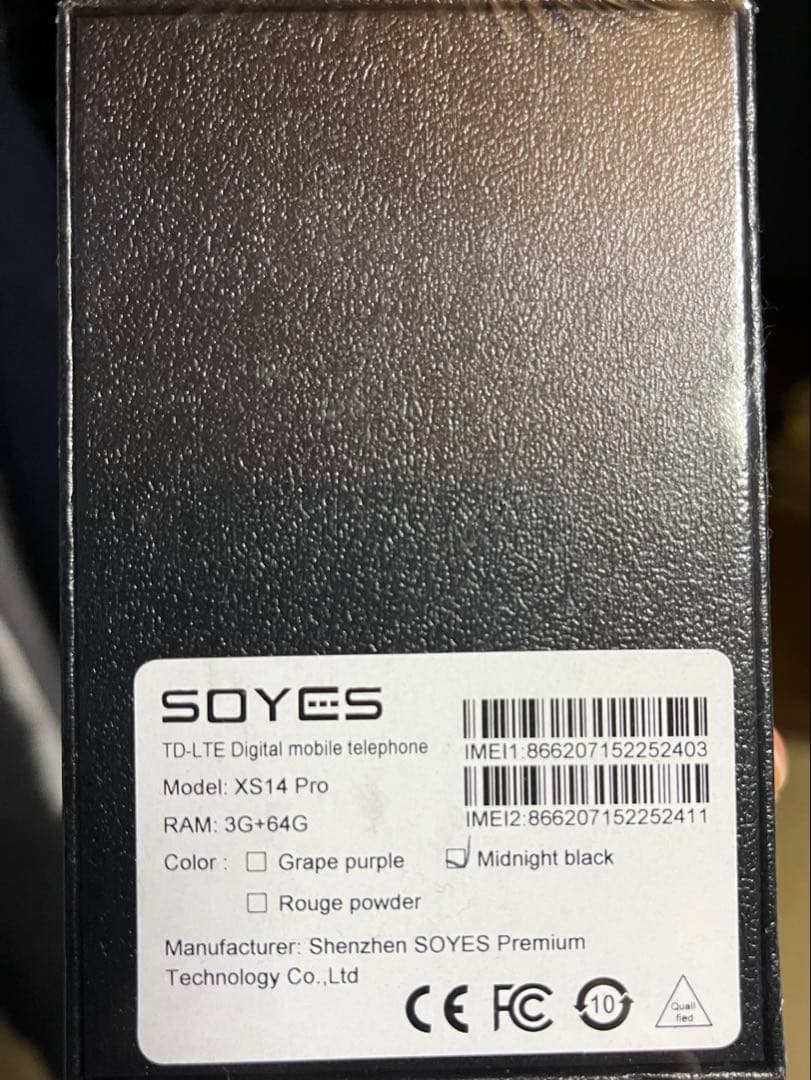 SOYES
TD-LTE Digital mobile telephone
Model: XS14 Pro
RAM: 3G+64G
IMEI1:866207152252403
IMEI2:866207152252411
Color : Grape purple Midnight black
Rouge powder
Manufacturer: Shenzhen SOYES Premium
Technology Co.,Ltd
CE FC 10 Quali
fied